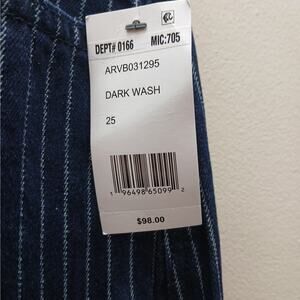 DEPT# 0166 MIC:705
ARVB031295
DARK WASH
25
1 96498 65099 2
$98.00